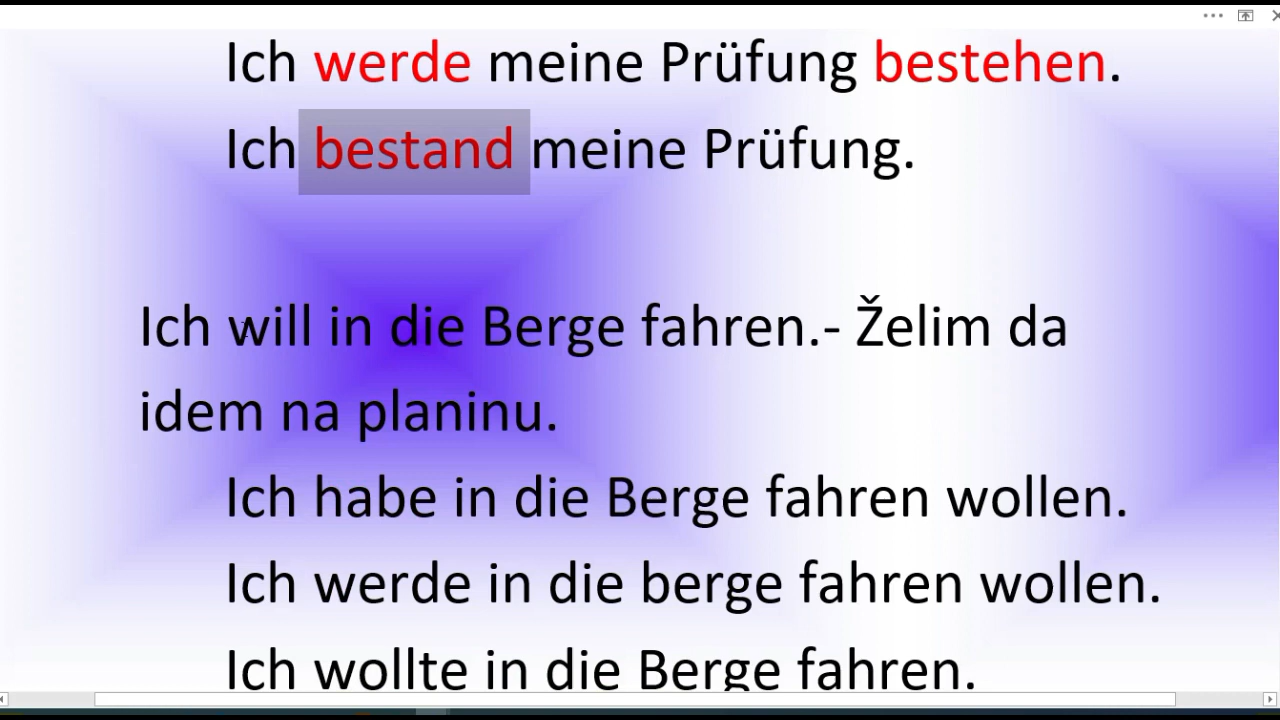 Ich werde meine Prüfung bestehen.
Ich bestand meine Prüfung.
Ich will in die Berge fahren.- Želim da
idem na planinu.
Ich habe in die Berge fahren wollen.
Ich werde in die berge fahren wollen.
Ich wollte in die Berge fahren.